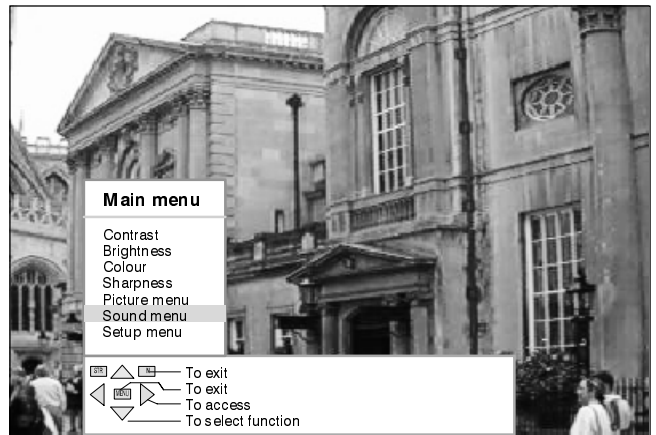 Main menu
Contrast
Brightness
Colour
Sharpness
Picture menu
Sound menu
Setup menu
STR N To exit
MENU To exit
To access
To select function